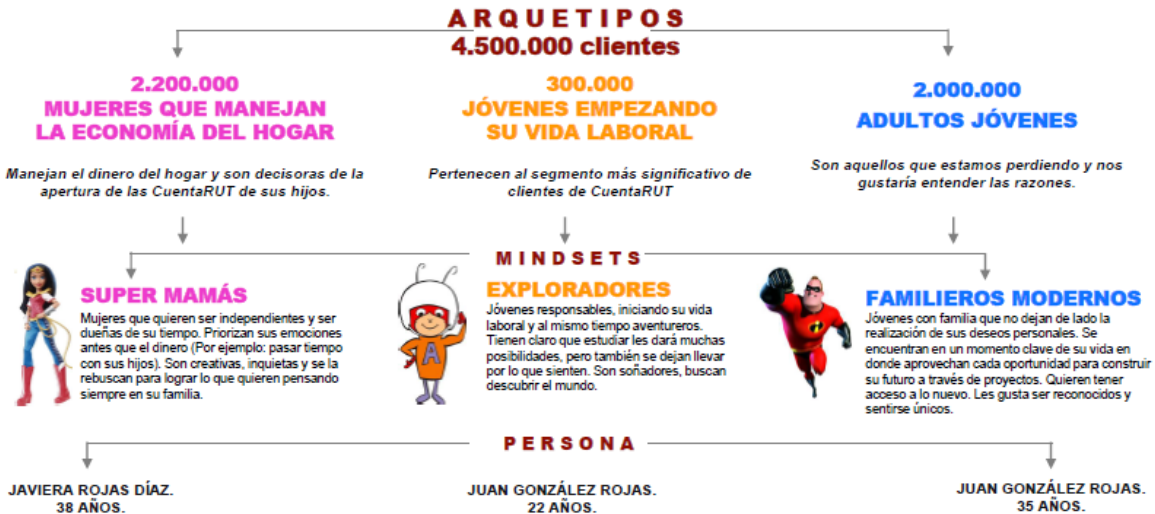 ARQUETIPOS
4.500.000 clientes
2.200.000
MUJERES QUE MANEJAN
LA ECONOMÍA DEL HOGAR
Manejan el dinero del hogar y son decisoras de la
apertura de las CuentaRUT de sus hijos.
300.000
JÓVENES EMPEZANDO
SU VIDA LABORAL
Pertenecen al segmento más significativo de
clientes de CuentaRUT
2.000.000
ADULTOS JÓVENES
Son aquellos que estamos perdiendo y nos
gustaría entender las razones.
MINDSETS
SUPER MAMÁS
Mujeres que quieren ser independientes y ser
dueñas de su tiempo. Priorizan sus emociones
antes que el dinero (Por ejemplo: pasar tiempo
con sus hijos). Son creativas, inquietas y se la
rebuscan para lograr lo que quieren pensando
siempre en su familia.
A
EXPLORADORES
Jóvenes responsables, iniciando su vida
laboral y al mismo tiempo aventureros.
Tienen claro que estudiar les dará muchas
posibilidades, pero también se dejan llevar
por lo que sienten. Son soñadores, buscan
descubrir el mundo.
FAMILIEROS MODERNOS
Jóvenes con familia que no dejan de lado la
realización de sus deseos personales. Se
encuentran en un momento clave de su vida en
donde aprovechan cada oportunidad para construir
su futuro a través de proyectos. Quieren tener
acceso a lo nuevo. Les gusta ser reconocidos y
sentirse únicos.
PERSONA
JAVIERA ROJAS DÍAZ.
38 AÑOS.
JUAN GONZÁLEZ ROJAS.
22 AÑOS.
JUAN GONZÁLEZ ROJAS.
35 AÑOS.